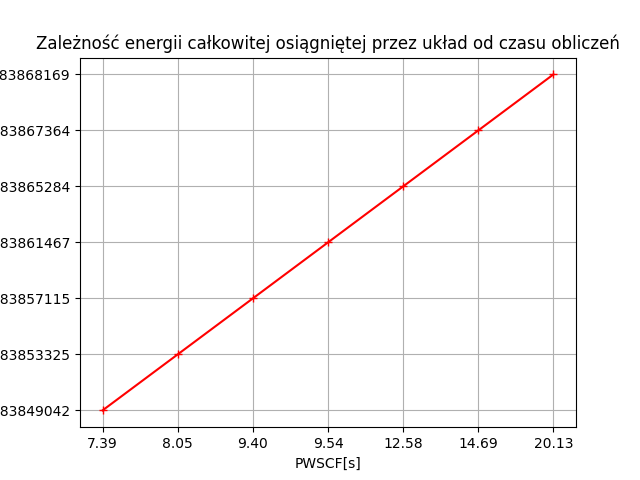 Zależność energii całkowitej osiągniętej przez układ od czasu obliczeń
83868169
83867364
83865284
83861467
83857115
83853325
83849042
7.39 8.05 9.40 9.54 12.58 14.69 20.13
PWSCF[s]